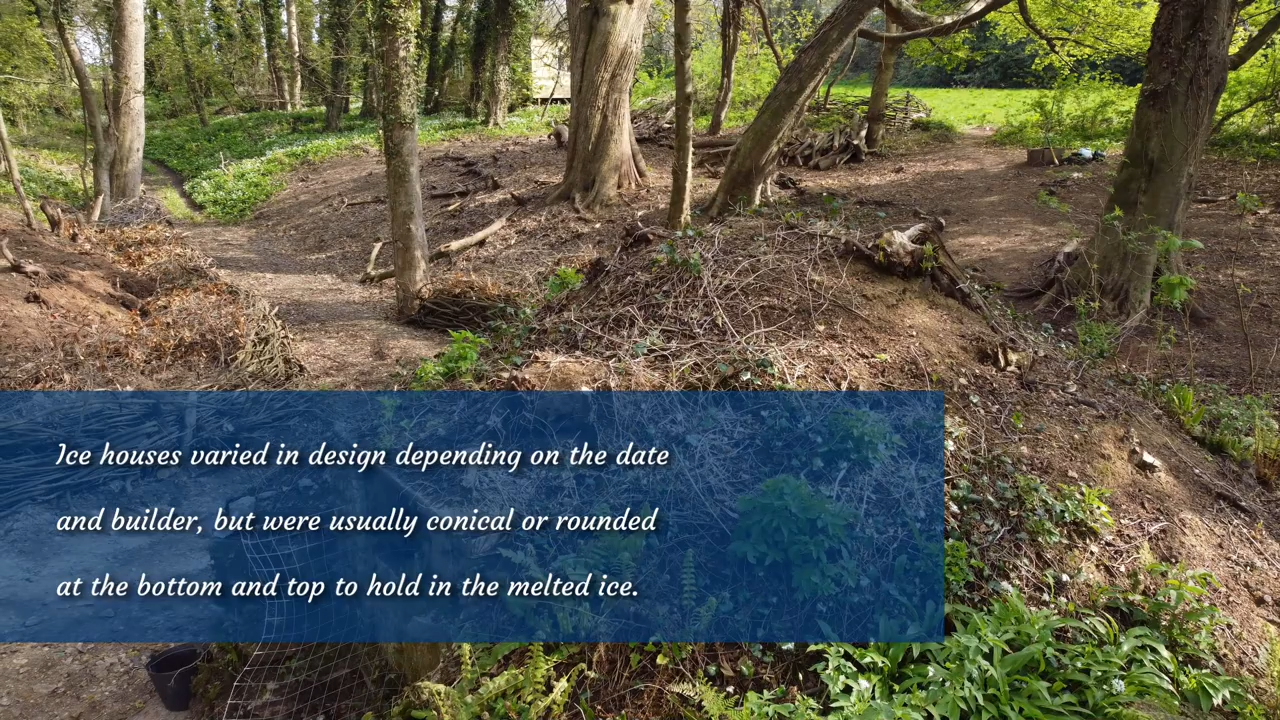 Ice houses varied in design depending on the date
and builder, but were usually conical or rounded
at the bottom and top to hold in the melted ice.